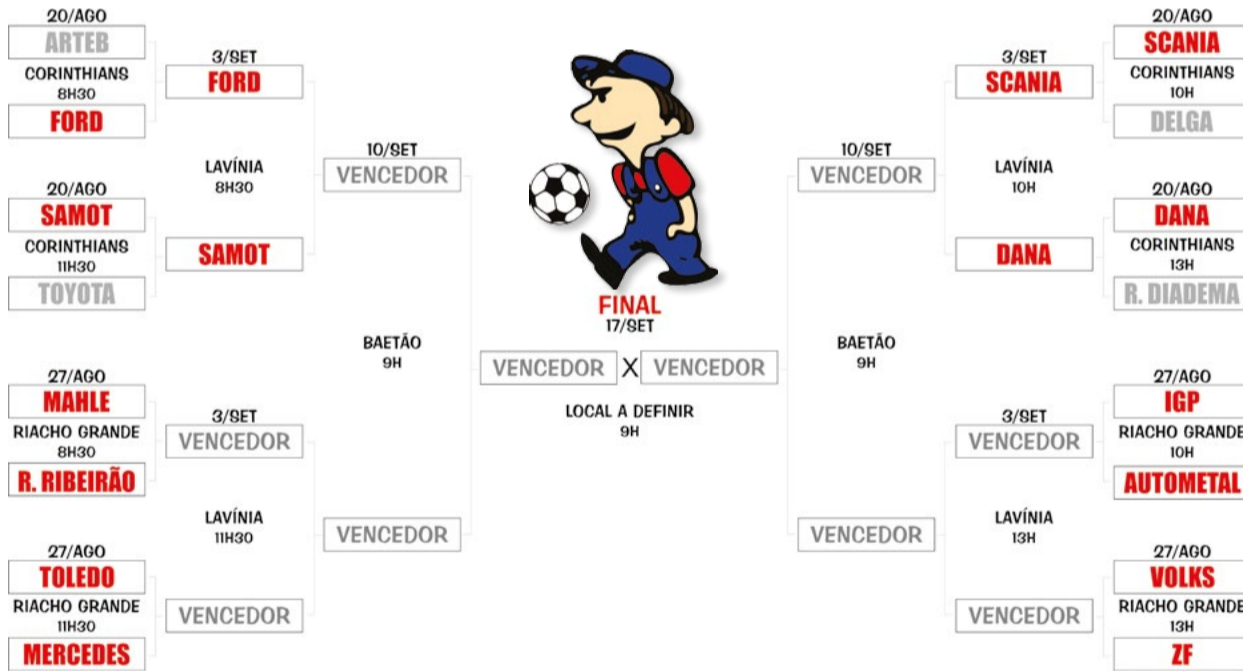 20/AGO
ARTEB
CORINTHIANS
8H30
FORD
3/SET
FORD
LAVÍNIA
8H30
20/AGO
SAMOT
CORINTHIANS
11H30
TOYOTA
SAMOT
10/SET
VENCEDOR
BAETÃO
9H
27/AGO
MAHLE
RIACHO GRANDE
8H30
R. RIBEIRÃO
3/SET
VENCEDOR
LAVÍNIA
11H30
27/AGO
TOLEDO
RIACHO GRANDE
11H30
MERCEDES
VENCEDOR
VENCEDOR
FINAL
17/SET
VENCEDOR X VENCEDOR
LOCAL A DEFINIR
9H
10/SET
VENCEDOR
BAETÃO
9H
VENCEDOR
3/SET
SCANIA
LAVÍNIA
10H
DANA
20/AGO
SCANIA
CORINTHIANS
10H
DELGA
20/AGO
DANA
CORINTHIANS
13H
R. DIADEMA
3/SET
VENCEDOR
LAVÍNIA
13H
VENCEDOR
27/AGO
IGP
RIACHO GRANDE
10H
AUTOMETAL
27/AGO
VOLKS
RIACHO GRANDE
13H
ZF